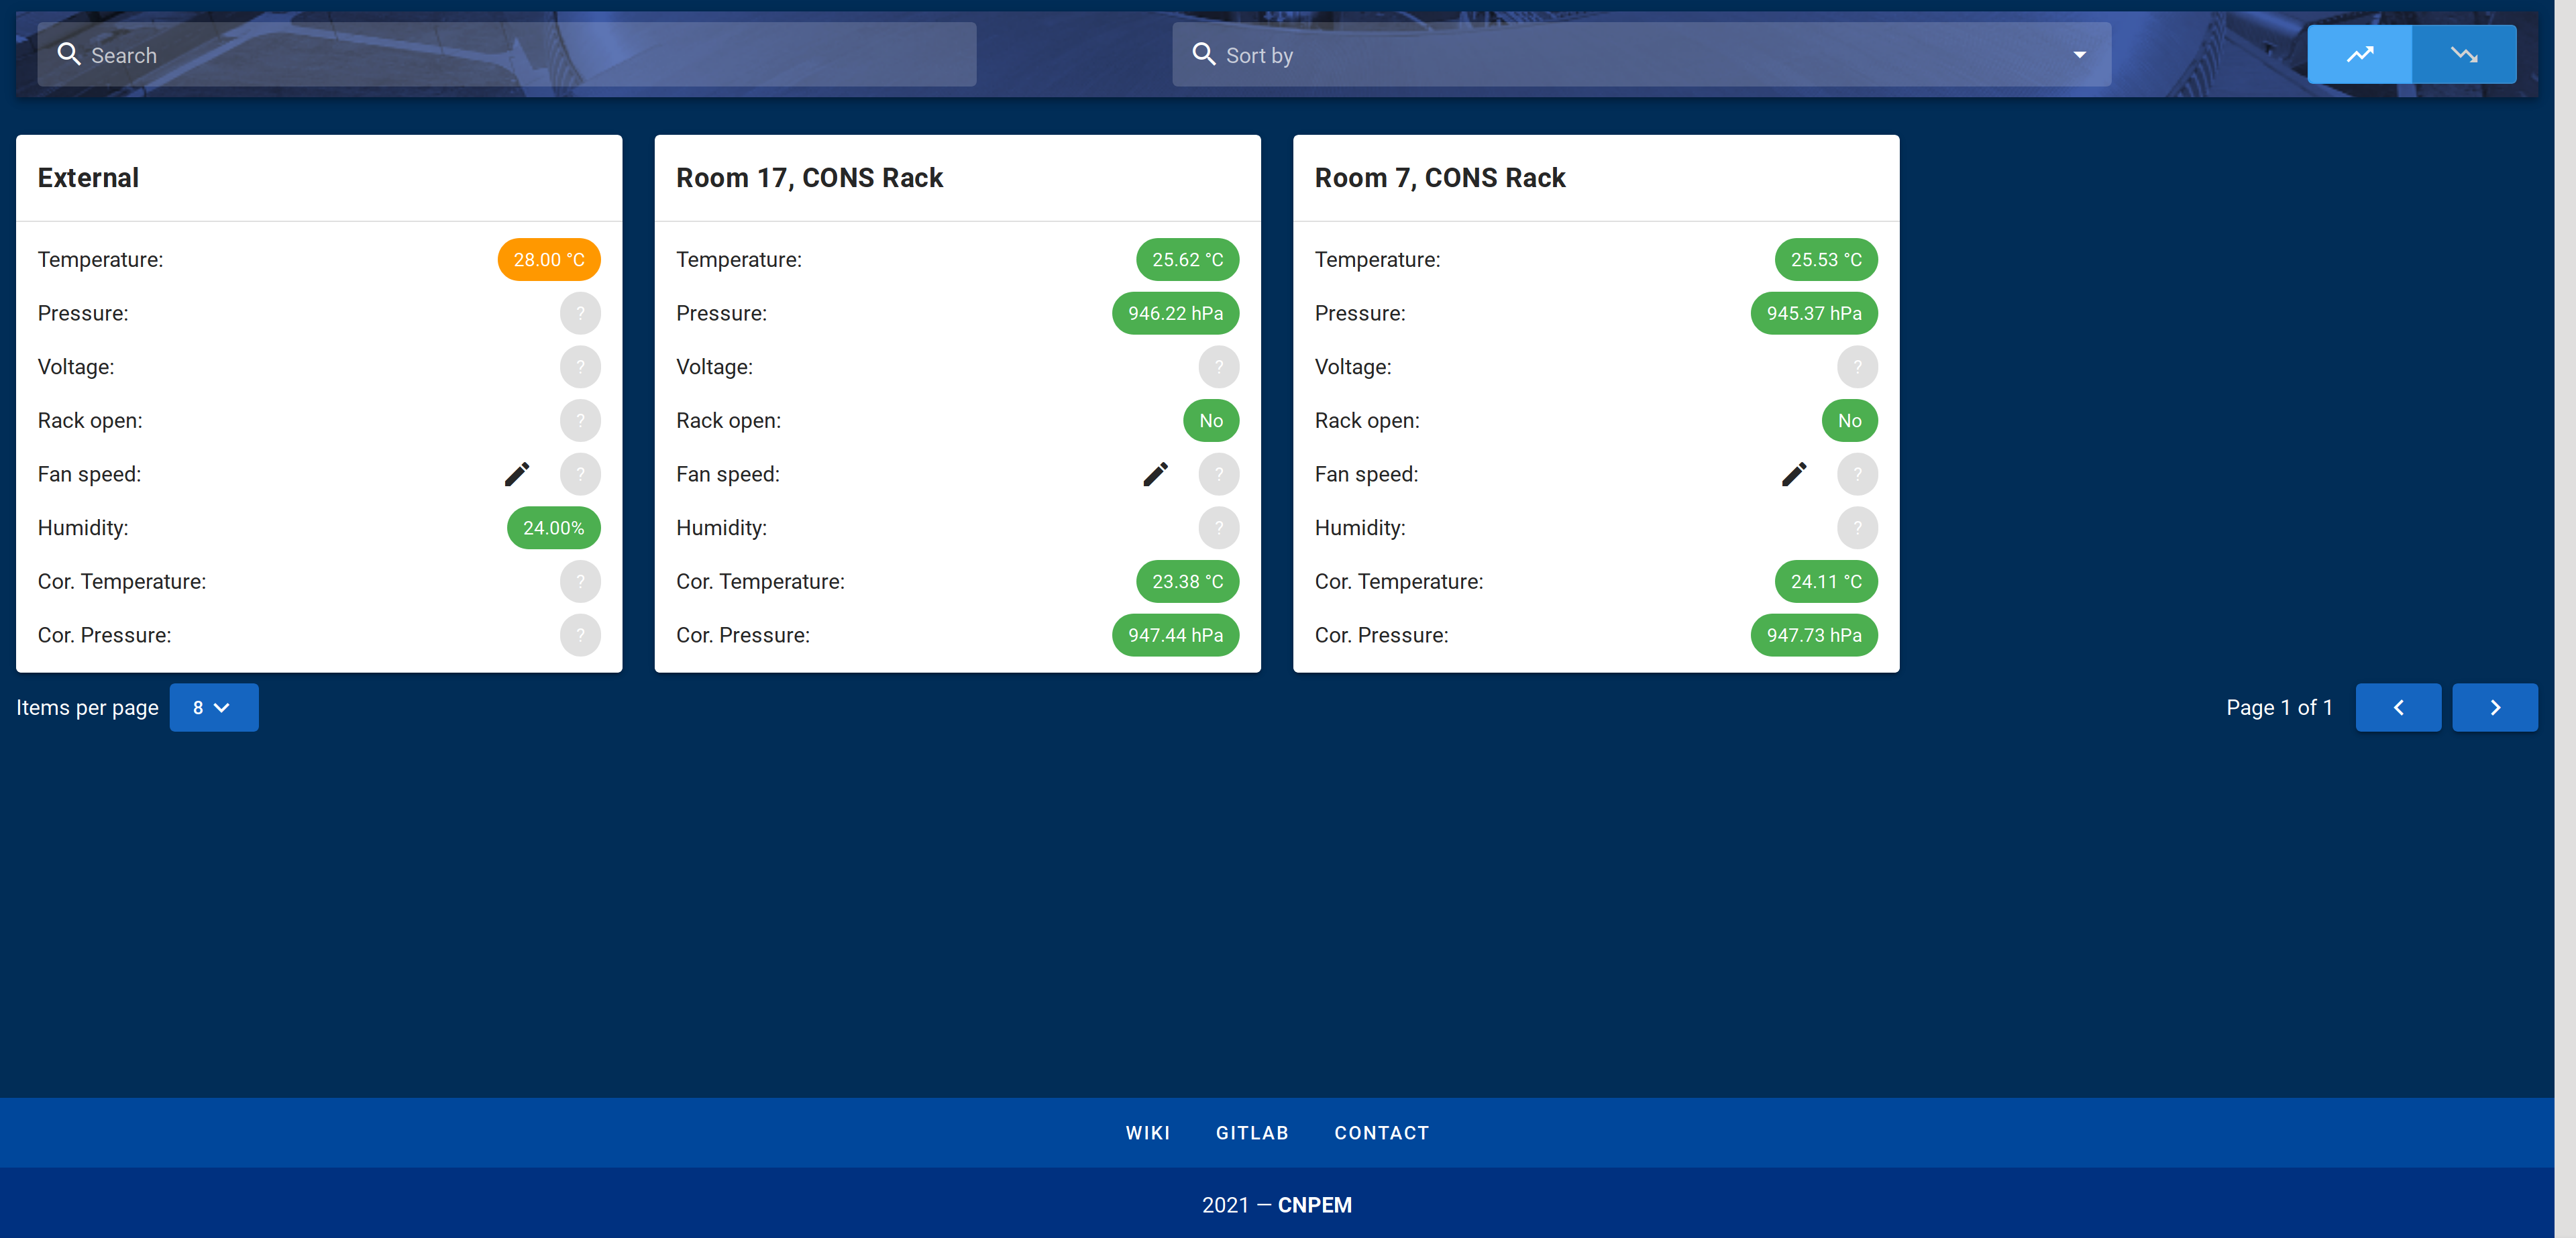 Search
Sort by
External
Temperature: 28.00 °C
Pressure: ?
Voltage: ?
Rack open: ?
Fan speed: ?
Humidity: 24.00%
Cor. Temperature: ?
Cor. Pressure: ?
Room 17, CONS Rack
Temperature: 25.62 °C
Pressure: 946.22 hPa
Voltage: ?
Rack open: No
Fan speed: ?
Humidity: ?
Cor. Temperature: 23.38 °C
Cor. Pressure: 947.44 hPa
Room 7, CONS Rack
Temperature: 25.53 °C
Pressure: 945.37 hPa
Voltage: ?
Rack open: No
Fan speed: ?
Humidity: ?
Cor. Temperature: 24.11 °C
Cor. Pressure: 947.73 hPa
Items per page 8
Page 1 of 1
WIKI GITLAB CONTACT
2021 — CNPEM